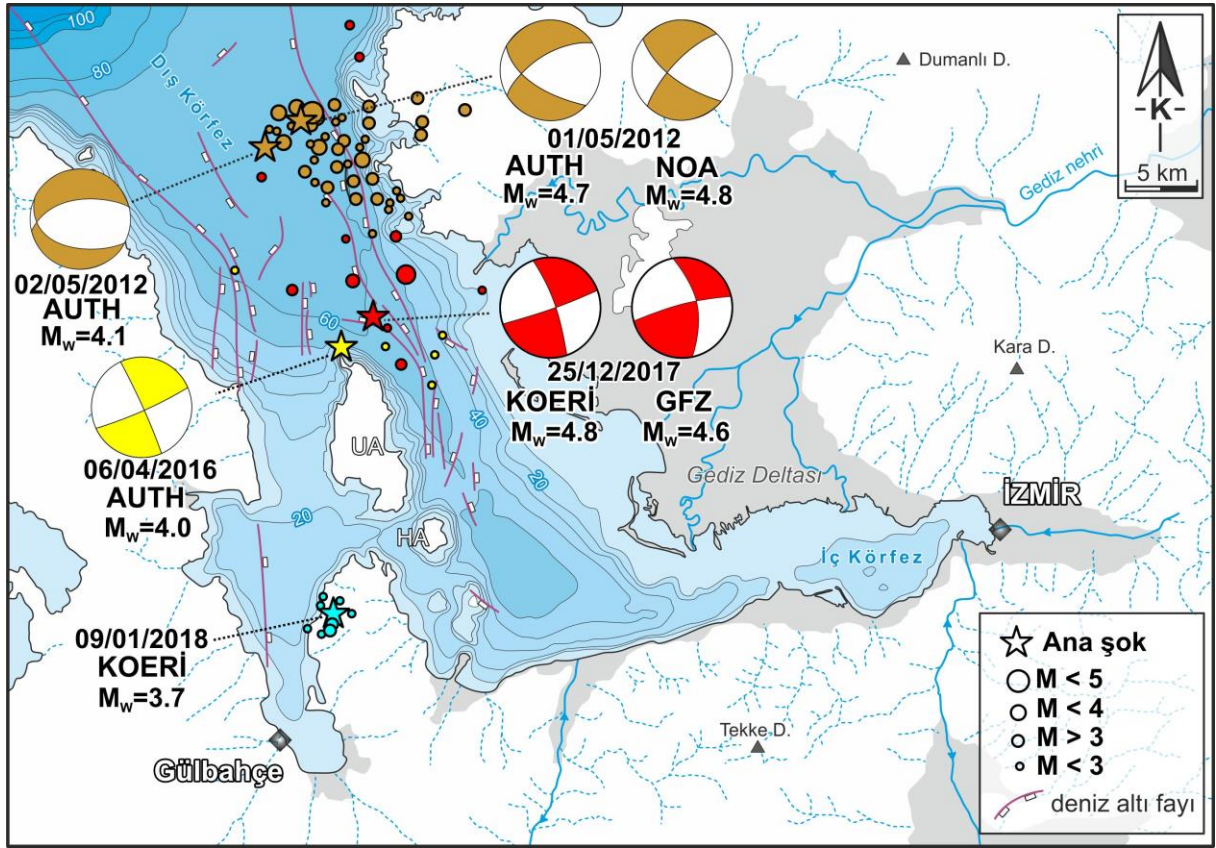 100
80
Dış Körfez
Dumanlı D.
-K-
5 km
01/05/2012
AUTH NOA
Mw=4.7 Mw=4.8
Gediz nehri
02/05/2012
AUTH
Mw=4.1
60
25/12/2017
KOERİ GFZ
Mw=4.8 Mw=4.6
Kara D.
06/04/2016
AUTH
Mw=4.0
UA
40
20
Gediz Deltası
20
HA
İZMİR
İç Körfez
09/01/2018
KOERİ
Mw=3.7
Gülbahçe
Tekke D.
Ana şok
M < 5
M < 4
M > 3
M < 3
deniz altı fayı